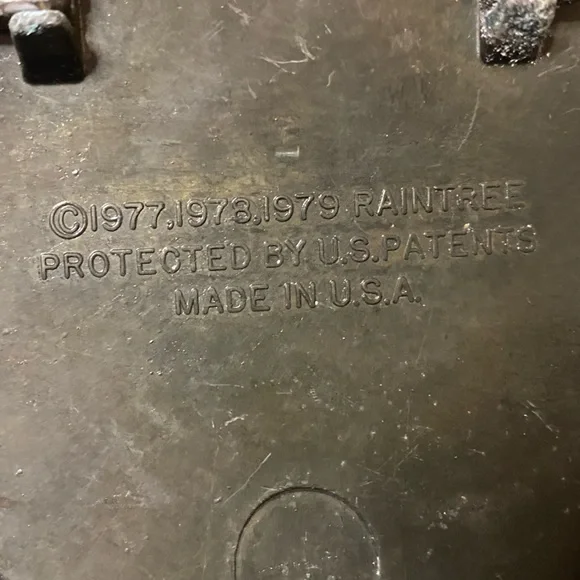 ©1977,1978,1979 RAINTREE
PROTECTED BY U.S.PATENTS
MADE IN U.S.A.